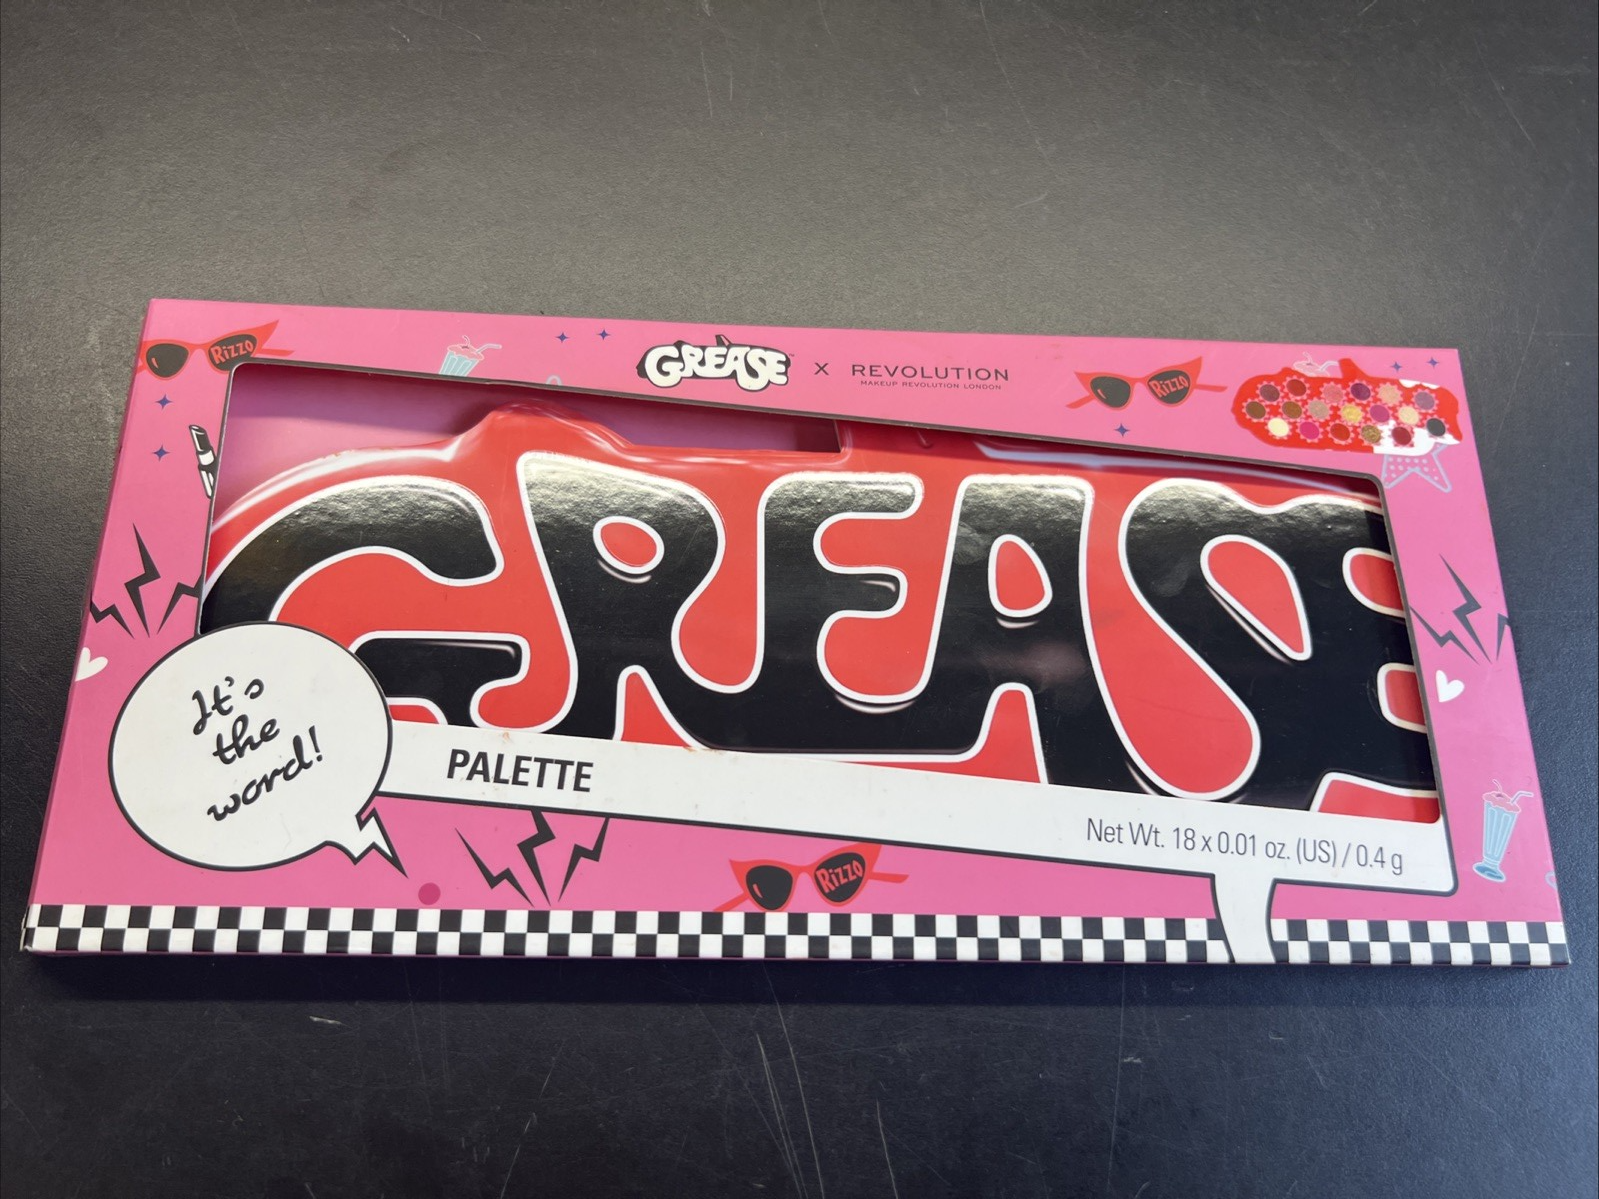 GREASE™ X REVOLUTION
MAKEUP REVOLUTION LONDON
Rizzo
Rizzo
GREASE
It's
the
word!
PALETTE
Net Wt. 18 x 0.01 oz. (US) / 0.4 g
Rizzo